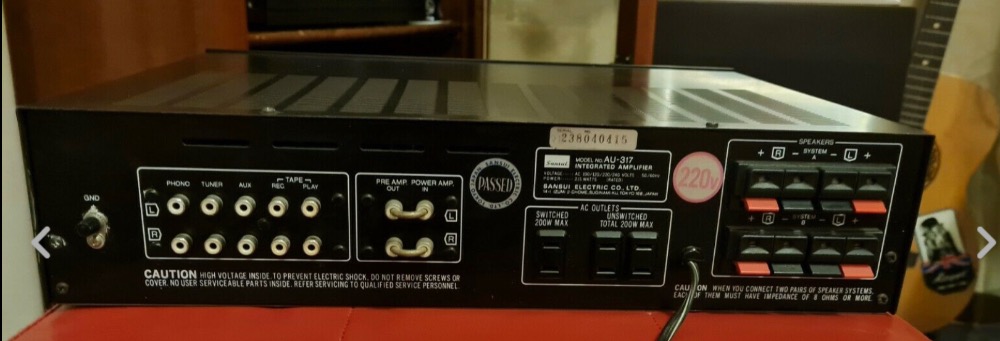 SERIAL NO.
238040415
Sansui
MODEL NO. AU-317
INTEGRATED AMPLIFIER
SANSUI ELECTRIC CO., LTD.
PASSED
220v
GND
PHONO TUNER AUX
TAPE
REC PLAY
L
R
PRE AMP. POWER AMP.
OUT IN
L
R
AC OUTLETS
SWITCHED
200W MAX
UNSWITCHED
TOTAL 200W MAX
SPEAKERS
+ R − SYSTEM A − L +
+ R − SYSTEM B − L +
CAUTION HIGH VOLTAGE INSIDE. TO PREVENT ELECTRIC SHOCK, DO NOT REMOVE SCREWS OR
COVER. NO USER SERVICEABLE PARTS INSIDE. REFER SERVICING TO QUALIFIED SERVICE PERSONNEL.
CAUTION WHEN YOU CONNECT TWO PAIRS OF SPEAKER SYSTEMS,
EACH OF THEM MUST HAVE IMPEDANCE OF 8 OHMS OR MORE.